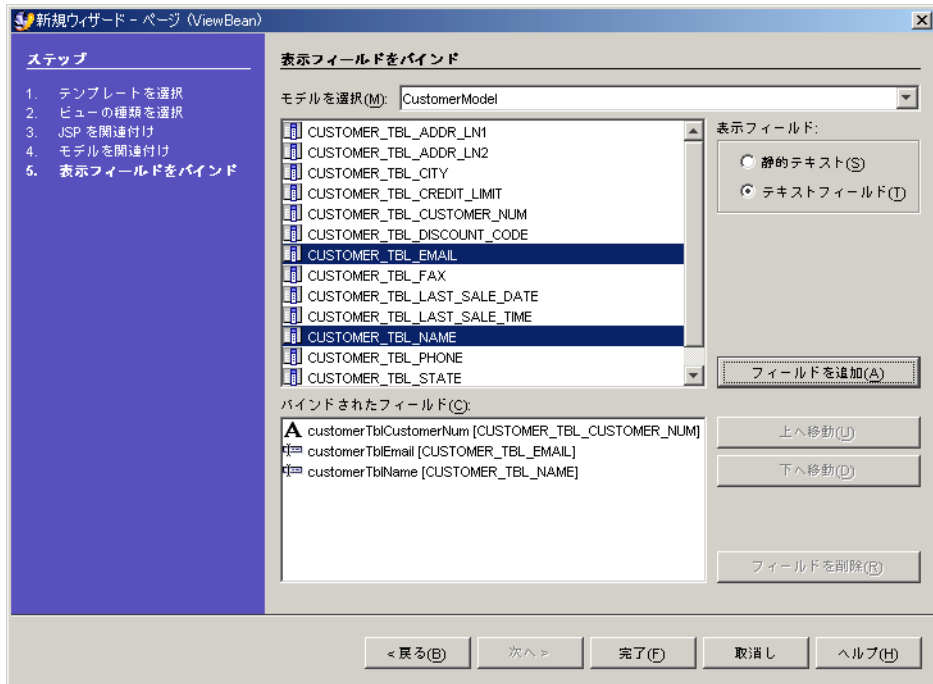 新規ウィザード - ページ (ViewBean)
ステップ
1. テンプレートを選択
2. ビューの種類を選択
3. JSP を関連付け
4. モデルを関連付け
5. 表示フィールドをバインド
表示フィールドをバインド
モデルを選択(M): CustomerModel
CUSTOMER_TBL_ADDR_LN1
CUSTOMER_TBL_ADDR_LN2
CUSTOMER_TBL_CITY
CUSTOMER_TBL_CREDIT_LIMIT
CUSTOMER_TBL_CUSTOMER_NUM
CUSTOMER_TBL_DISCOUNT_CODE
CUSTOMER_TBL_EMAIL
CUSTOMER_TBL_FAX
CUSTOMER_TBL_LAST_SALE_DATE
CUSTOMER_TBL_LAST_SALE_TIME
CUSTOMER_TBL_NAME
CUSTOMER_TBL_PHONE
CUSTOMER_TBL_STATE
表示フィールド:
静的テキスト(S)
テキストフィールド(T)
フィールドを追加(A)
バインドされたフィールド(C):
A customerTblCustomerNum [CUSTOMER_TBL_CUSTOMER_NUM]
customerTblEmail [CUSTOMER_TBL_EMAIL]
customerTblName [CUSTOMER_TBL_NAME]
上へ移動(U)
下へ移動(D)
フィールドを削除(R)
< 戻る(B)
次へ >
完了(F)
取消し
ヘルプ(H)